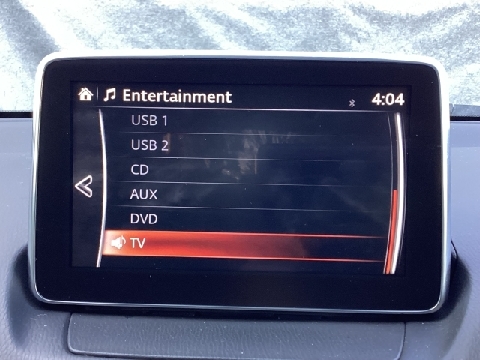 Entertainment
4:04
USB 1
USB 2
CD
AUX
DVD
TV